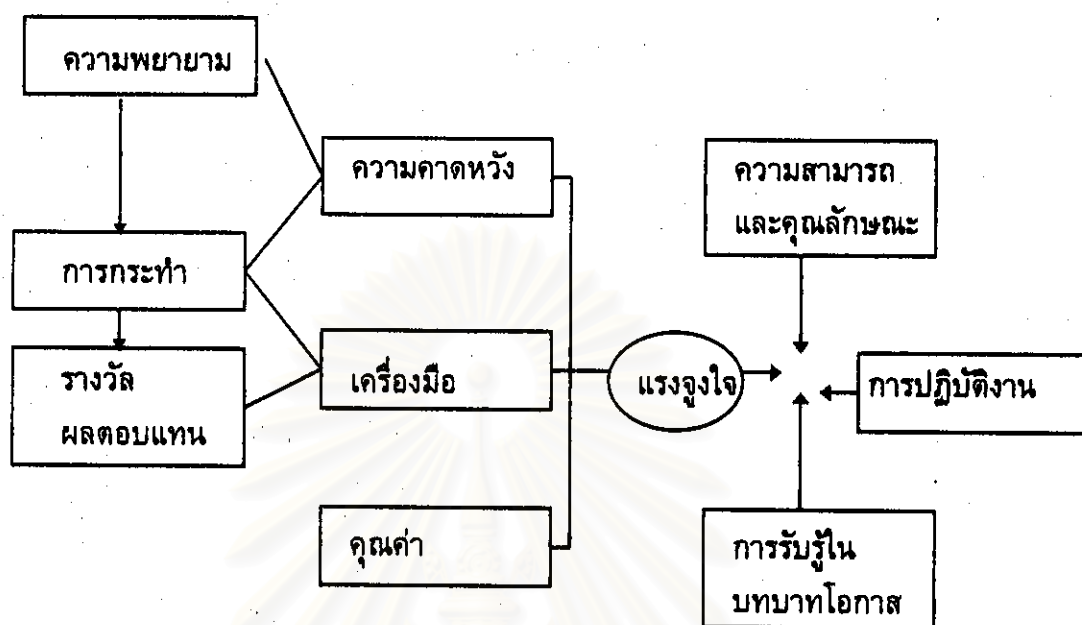 ความพยายาม
ความคาดหวัง
ความสามารถ
และคุณลักษณะ
การกระทำ
รางวัล
ผลตอบแทน
เครื่องมือ
แรงจูงใจ
การปฏิบัติงาน
คุณค่า
การรับรู้ใน
บทบาทโอกาส